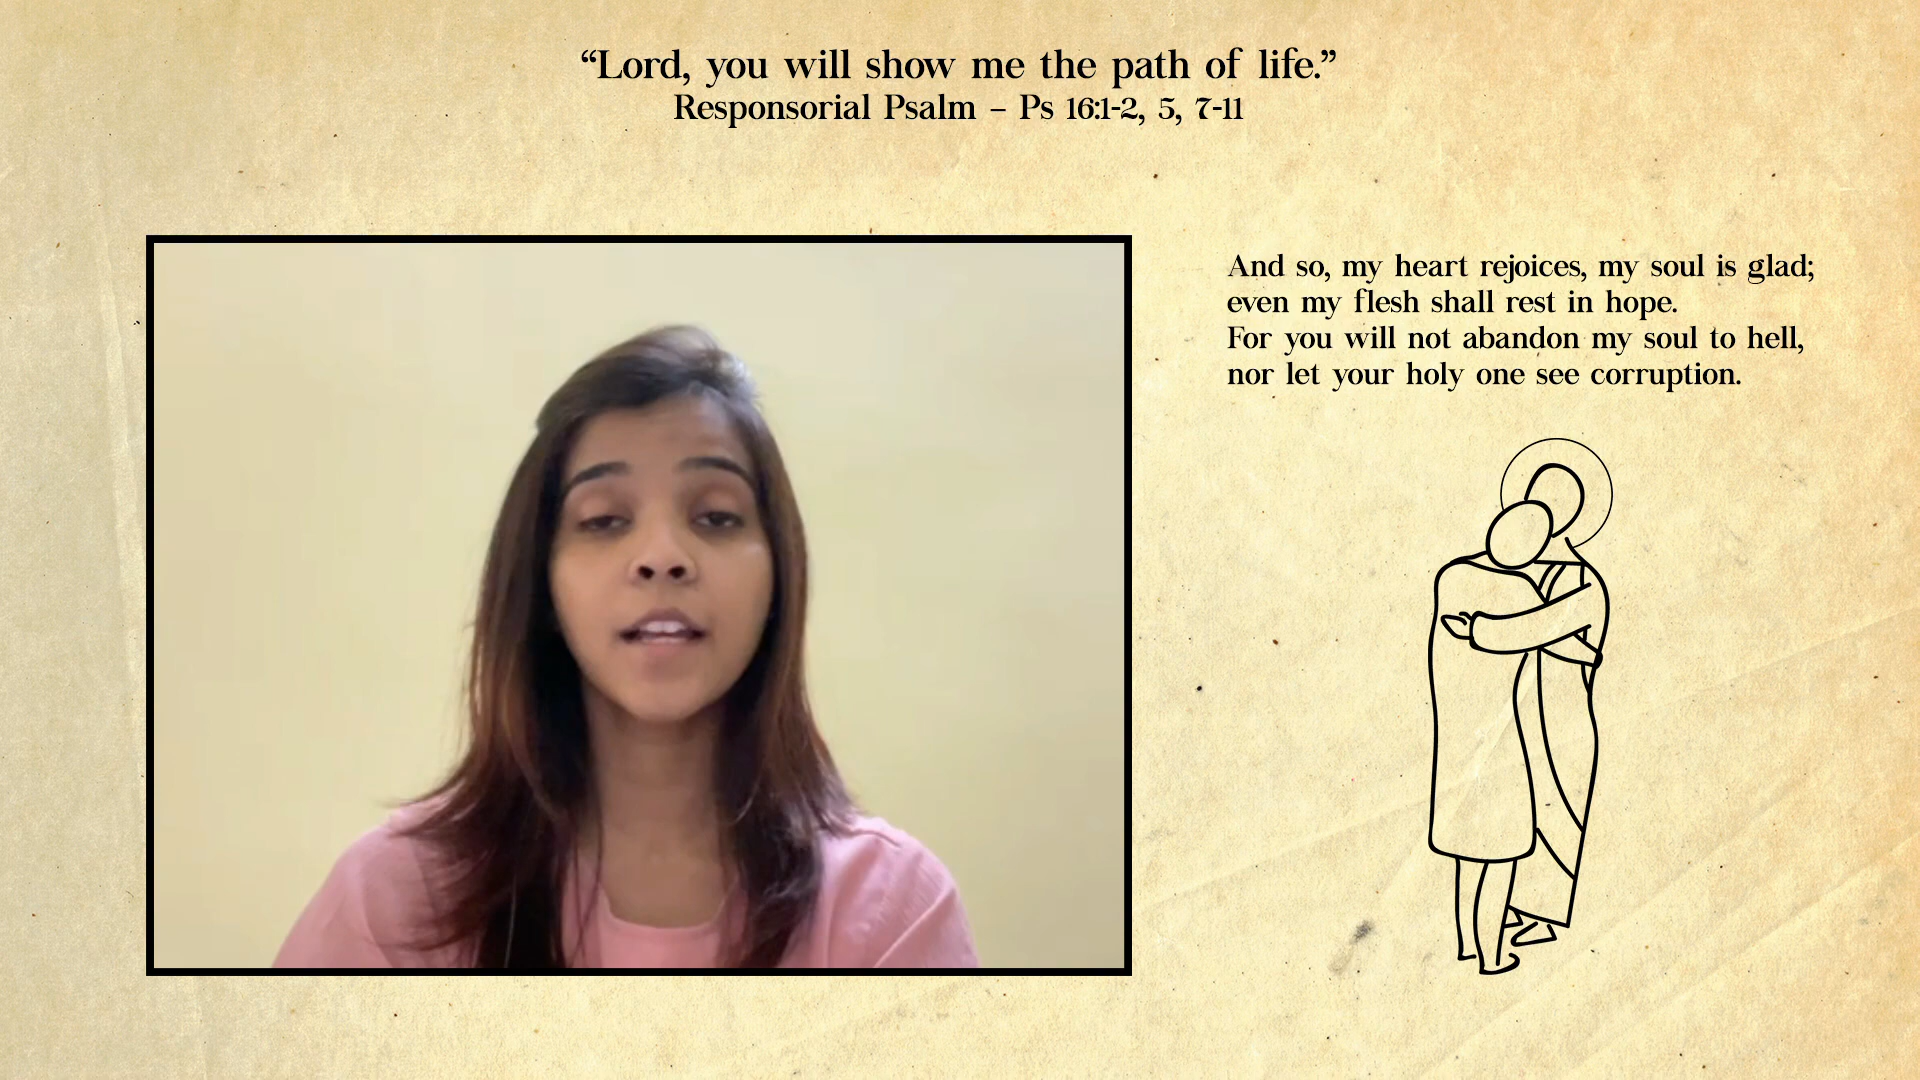 “Lord, you will show me the path of life.”
Responsorial Psalm – Ps 16:1-2, 5, 7-11
And so, my heart rejoices, my soul is glad;
even my flesh shall rest in hope.
For you will not abandon my soul to hell,
nor let your holy one see corruption.